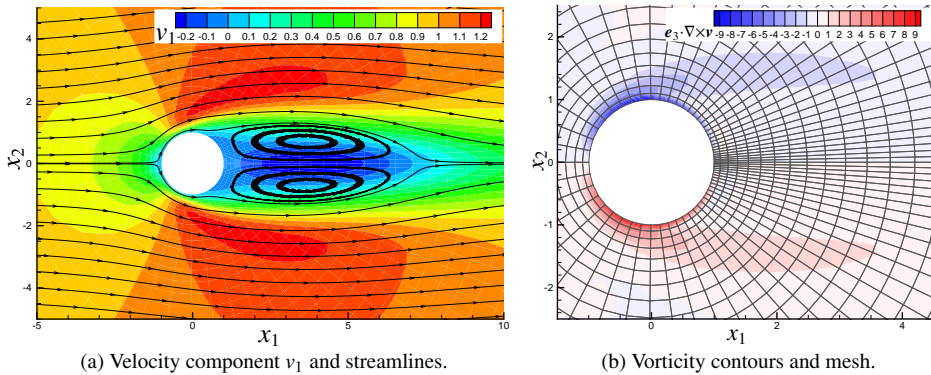 v₁
-0.2 -0.1 0 0.1 0.2 0.3 0.4 0.5 0.6 0.7 0.8 0.9 1 1.1 1.2
4
2
0
-2
-4
x₂
-5 0 5 10
x₁
(a) Velocity component v₁ and streamlines.
e₃·∇×v
-9 -8 -7 -6 -5 -4 -3 -2 -1 0 1 2 3 4 5 6 7 8 9
2
1
0
-1
-2
x₂
0 2 4
x₁
(b) Vorticity contours and mesh.